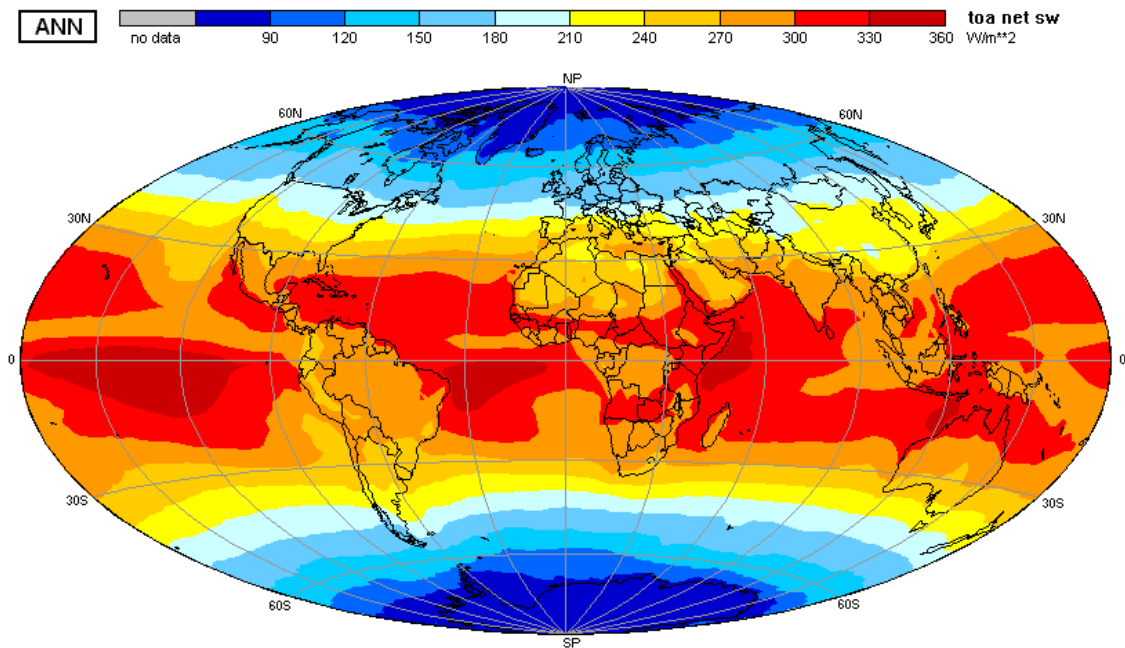 ANN
toa net sw
no data 90 120 150 180 210 240 270 300 330 360 W/m**2
NP
60N 60N
30N 30N
0 0
30S 30S
60S 60S
SP